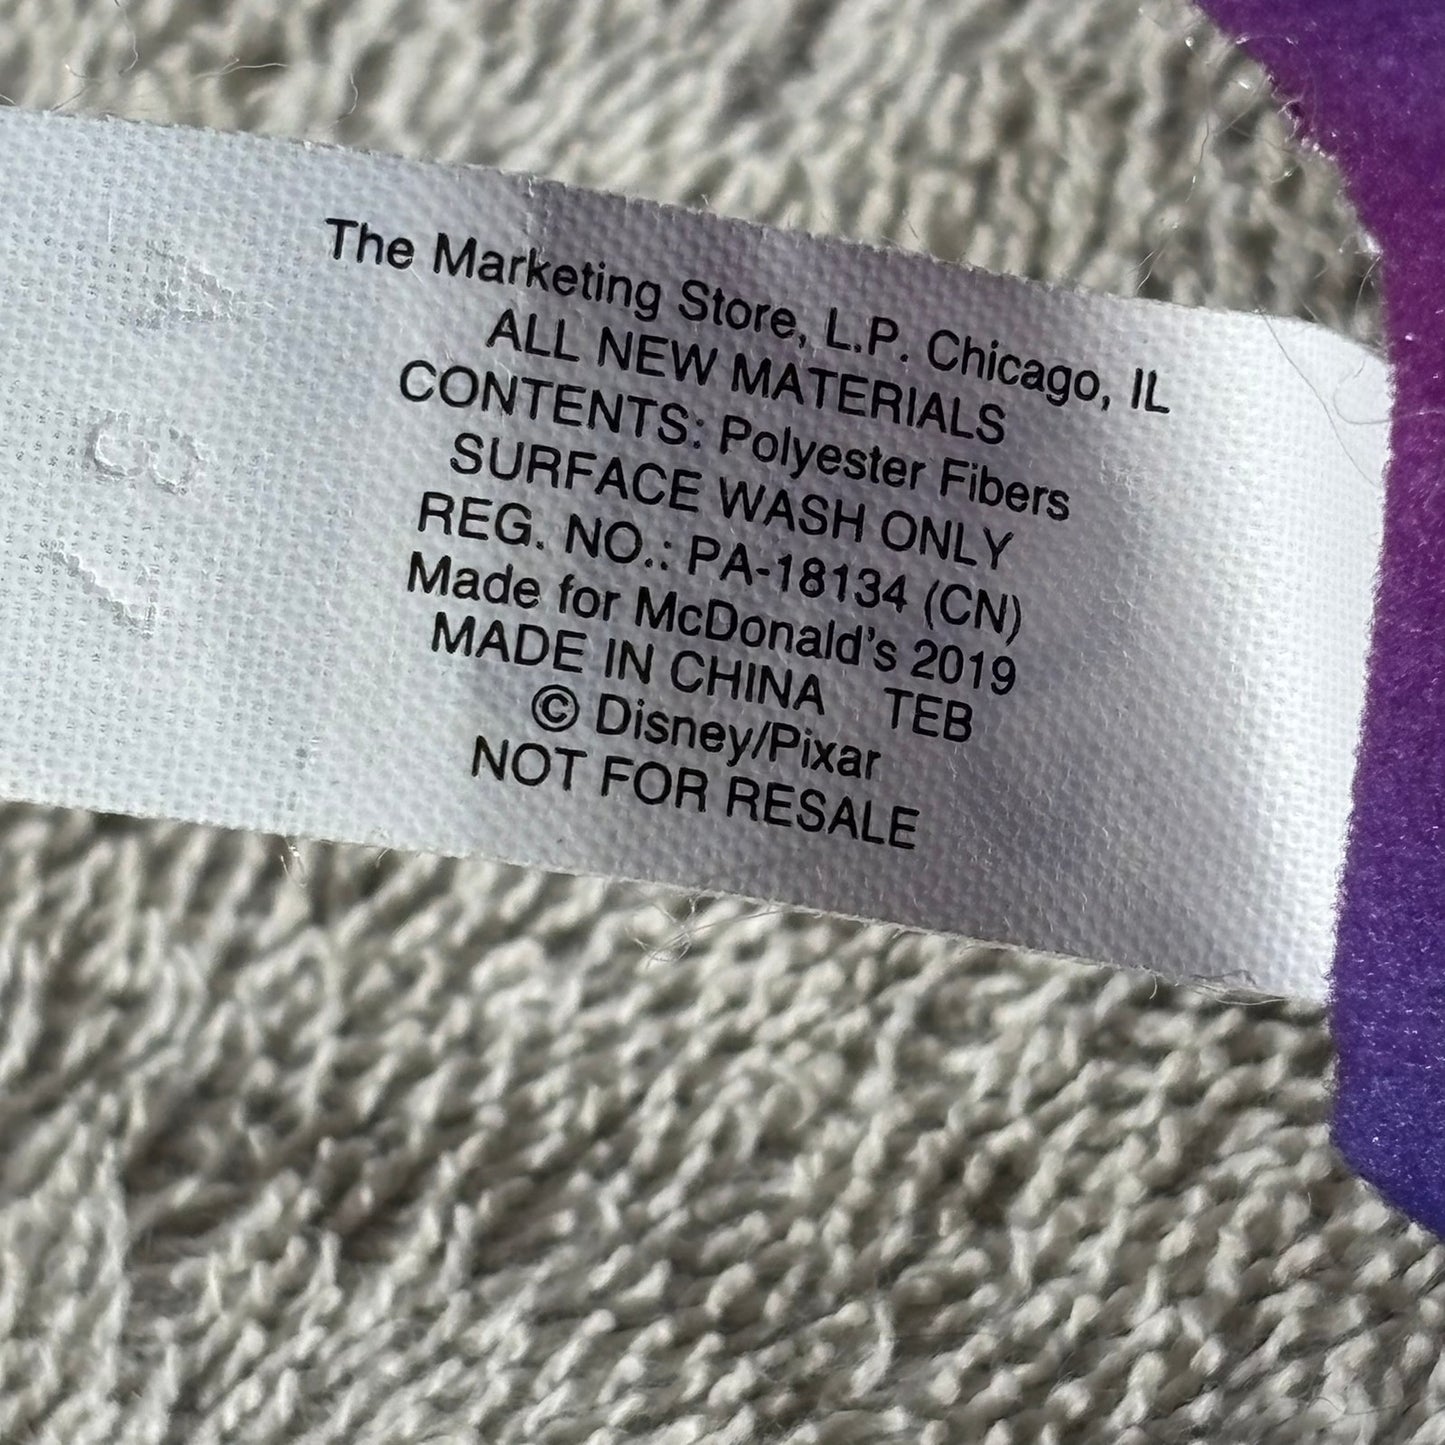 The Marketing Store, L.P. Chicago, IL
ALL NEW MATERIALS
CONTENTS: Polyester Fibers
SURFACE WASH ONLY
REG. NO.: PA-18134 (CN)
Made for McDonald's 2019
MADE IN CHINA TEB
© Disney/Pixar
NOT FOR RESALE